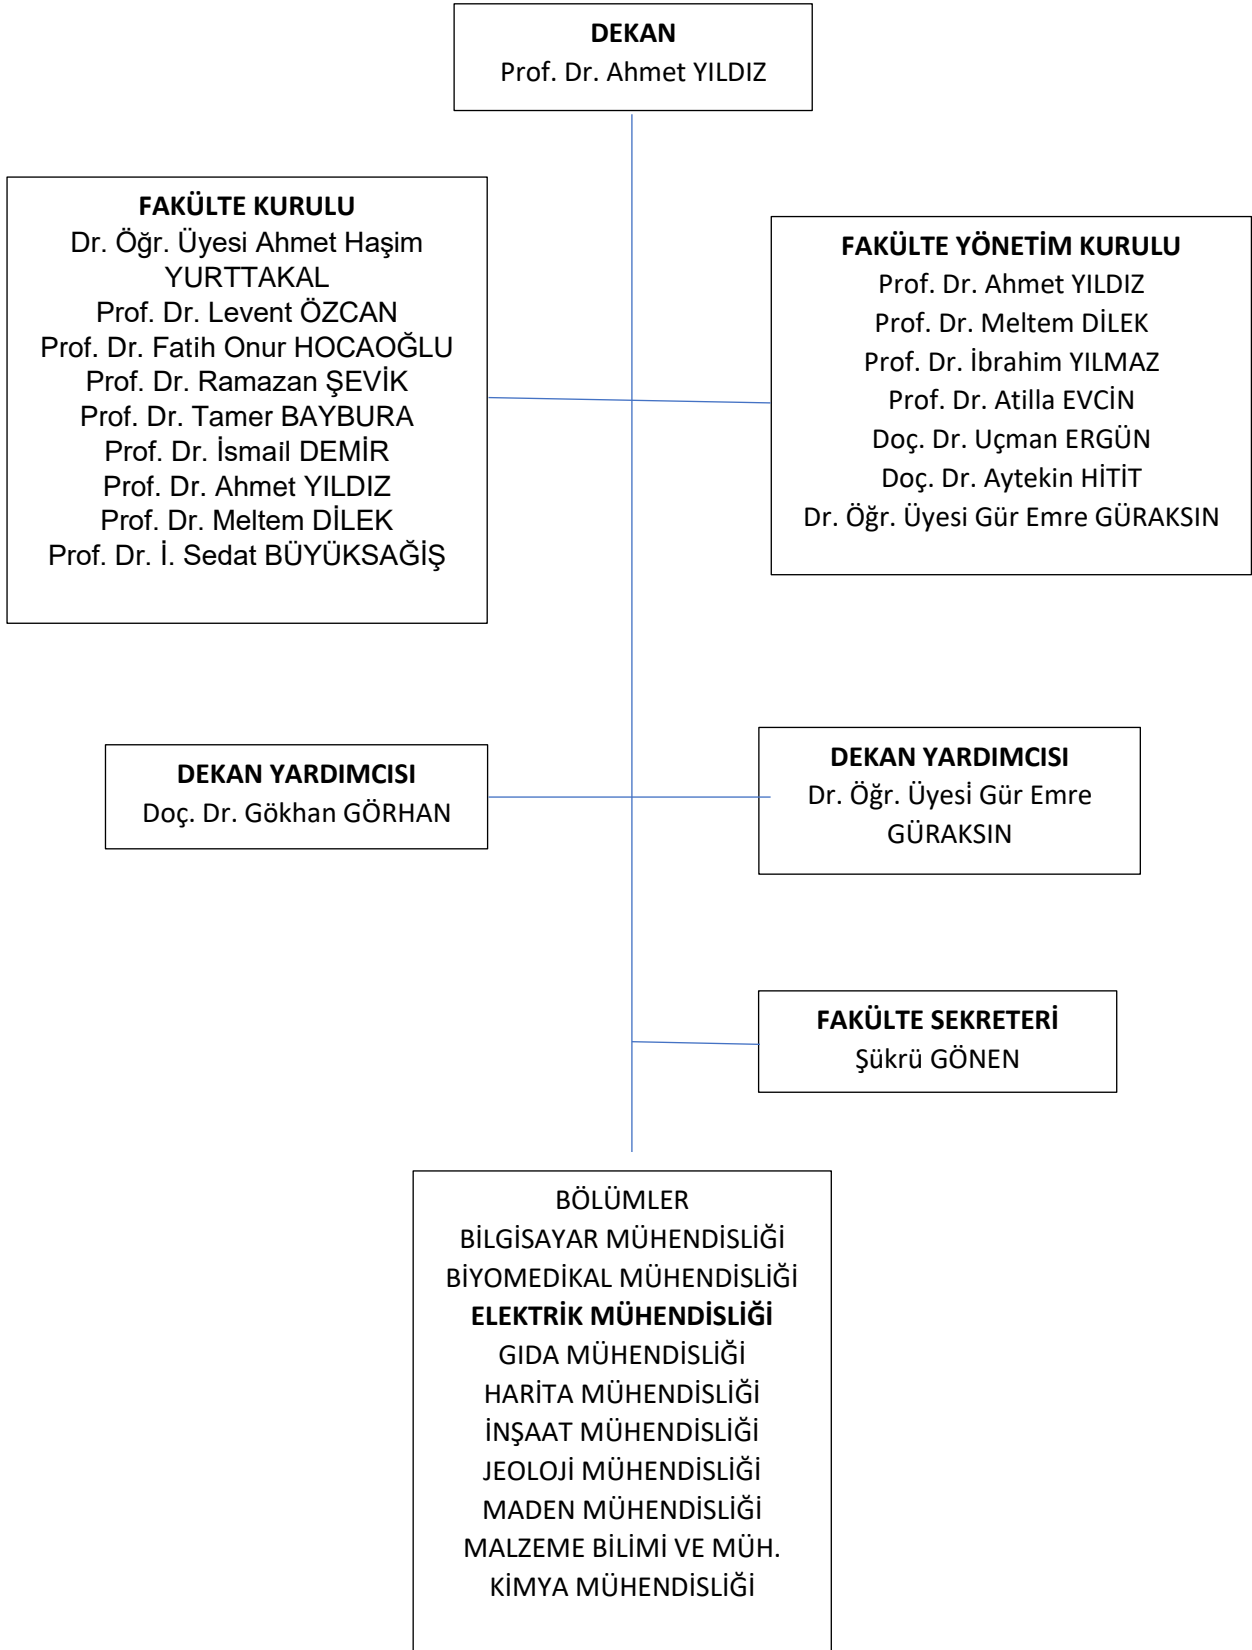 DEKAN
Prof. Dr. Ahmet YILDIZ
FAKÜLTE KURULU
Dr. Öğr. Üyesi Ahmet Haşim
YURTTAKAL
Prof. Dr. Levent ÖZCAN
Prof. Dr. Fatih Onur HOCAOĞLU
Prof. Dr. Ramazan ŞEVİK
Prof. Dr. Tamer BAYBURA
Prof. Dr. İsmail DEMİR
Prof. Dr. Ahmet YILDIZ
Prof. Dr. Meltem DİLEK
Prof. Dr. İ. Sedat BÜYÜKSAĞİŞ
FAKÜLTE YÖNETİM KURULU
Prof. Dr. Ahmet YILDIZ
Prof. Dr. Meltem DİLEK
Prof. Dr. İbrahim YILMAZ
Prof. Dr. Atilla EVCİN
Doç. Dr. Uçman ERGÜN
Doç. Dr. Aytekin HİTİT
Dr. Öğr. Üyesi Gür Emre GÜRAKSIN
DEKAN YARDIMCISI
Doç. Dr. Gökhan GÖRHAN
DEKAN YARDIMCISI
Dr. Öğr. Üyesi Gür Emre
GÜRAKSIN
FAKÜLTE SEKRETERİ
Şükrü GÖNEN
BÖLÜMLER
BİLGİSAYAR MÜHENDİSLİĞİ
BİYOMEDİKAL MÜHENDİSLİĞİ
ELEKTRİK MÜHENDİSLİĞİ
GIDA MÜHENDİSLİĞİ
HARİTA MÜHENDİSLİĞİ
İNŞAAT MÜHENDİSLİĞİ
JEOLOJİ MÜHENDİSLİĞİ
MADEN MÜHENDİSLİĞİ
MALZEME BİLİMİ VE MÜH.
KİMYA MÜHENDİSLİĞİ